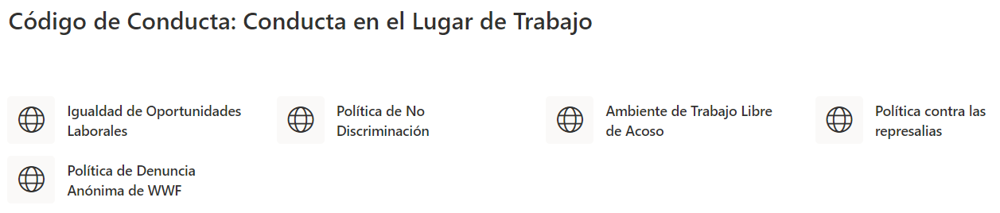 Código de Conducta: Conducta en el Lugar de Trabajo
Igualdad de Oportunidades
Laborales
Política de No
Discriminación
Ambiente de Trabajo Libre
de Acoso
Política contra las
represalias
Política de Denuncia
Anónima de WWF